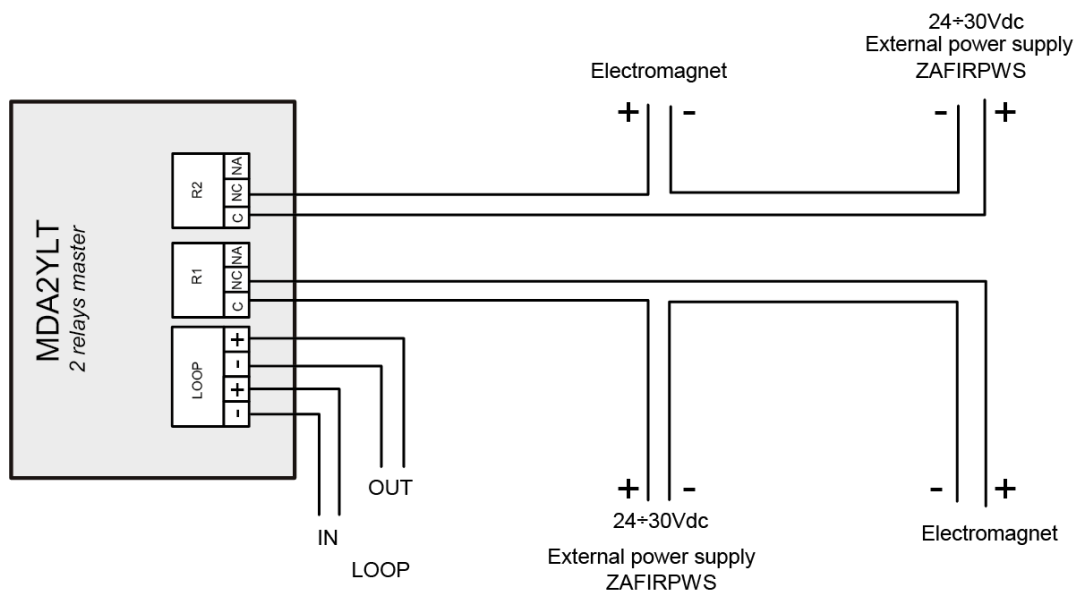 24÷30Vdc
External power supply
ZAFIRPWS
Electromagnet
+ -
- +
MDA2YLT
2 relays master
R2
NA
NC
C
R1
NA
NC
C
LOOP
+
-
+
-
OUT
IN
LOOP
+ -
24÷30Vdc
External power supply
ZAFIRPWS
- +
Electromagnet